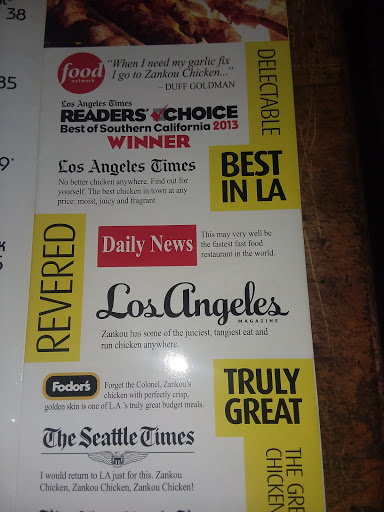 38
85
9*
5
food
network
"When I need my garlic fix
I go to Zankou Chicken..."
– DUFF GOLDMAN
DELECTABLE
Los Angeles Times
READERS' CHOICE
Best of Southern California 2013
WINNER
Los Angeles Times
No better chicken anywhere. Find out for
yourself. The best chicken in town at any
price: moist, juicy and fragrant
BEST
IN LA
REVERED
Daily News
This may very well be
the fastest fast food
restaurant in the world.
Los Angeles
MAGAZINE
Zankou has some of the juiciest, tangiest eat and
run chicken anywhere.
Fodor's
Forget the Colonel, Zankou's
chicken with perfectly crisp,
golden skin is one of L.A.'s truly great budget meals.
TRULY
GREAT
The Seattle Times
I would return to LA just for this. Zankou
Chicken, Zankou Chicken, Zankou Chicken!
THE GRE
CHICKEN